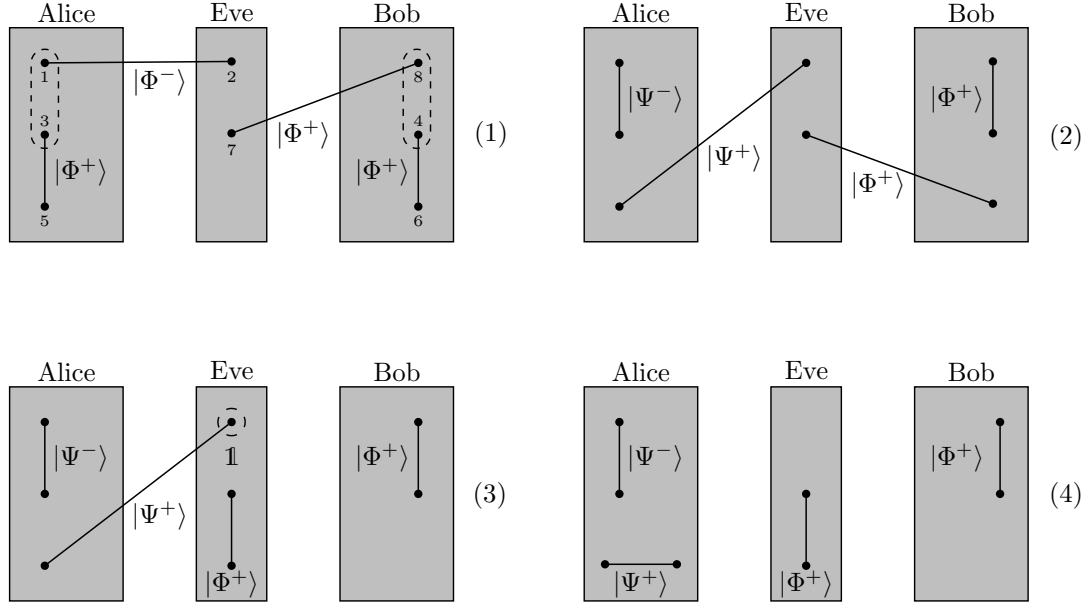 Alice Eve Bob
1 2 8
|Φ⁻⟩
3 4
7 |Φ⁺⟩ (1)
|Φ⁺⟩ |Φ⁺⟩
5 6
Alice Eve Bob
|Ψ⁻⟩ |Φ⁺⟩
(2)
|Ψ⁺⟩
|Φ⁺⟩
Alice Eve Bob
|Ψ⁻⟩ 𝟙 |Φ⁺⟩
(3)
|Ψ⁺⟩
|Φ⁺⟩
Alice Eve Bob
|Ψ⁻⟩ |Φ⁺⟩
(4)
|Ψ⁺⟩ |Φ⁺⟩